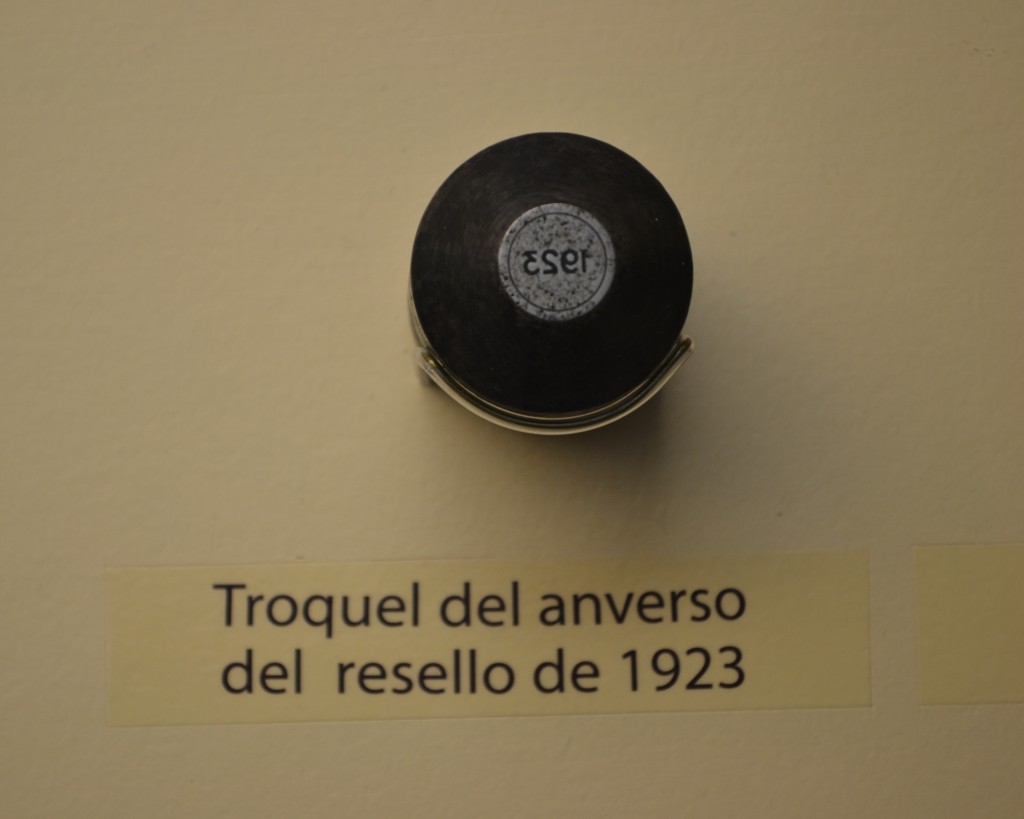 1923
Troquel del anverso
del resello de 1923